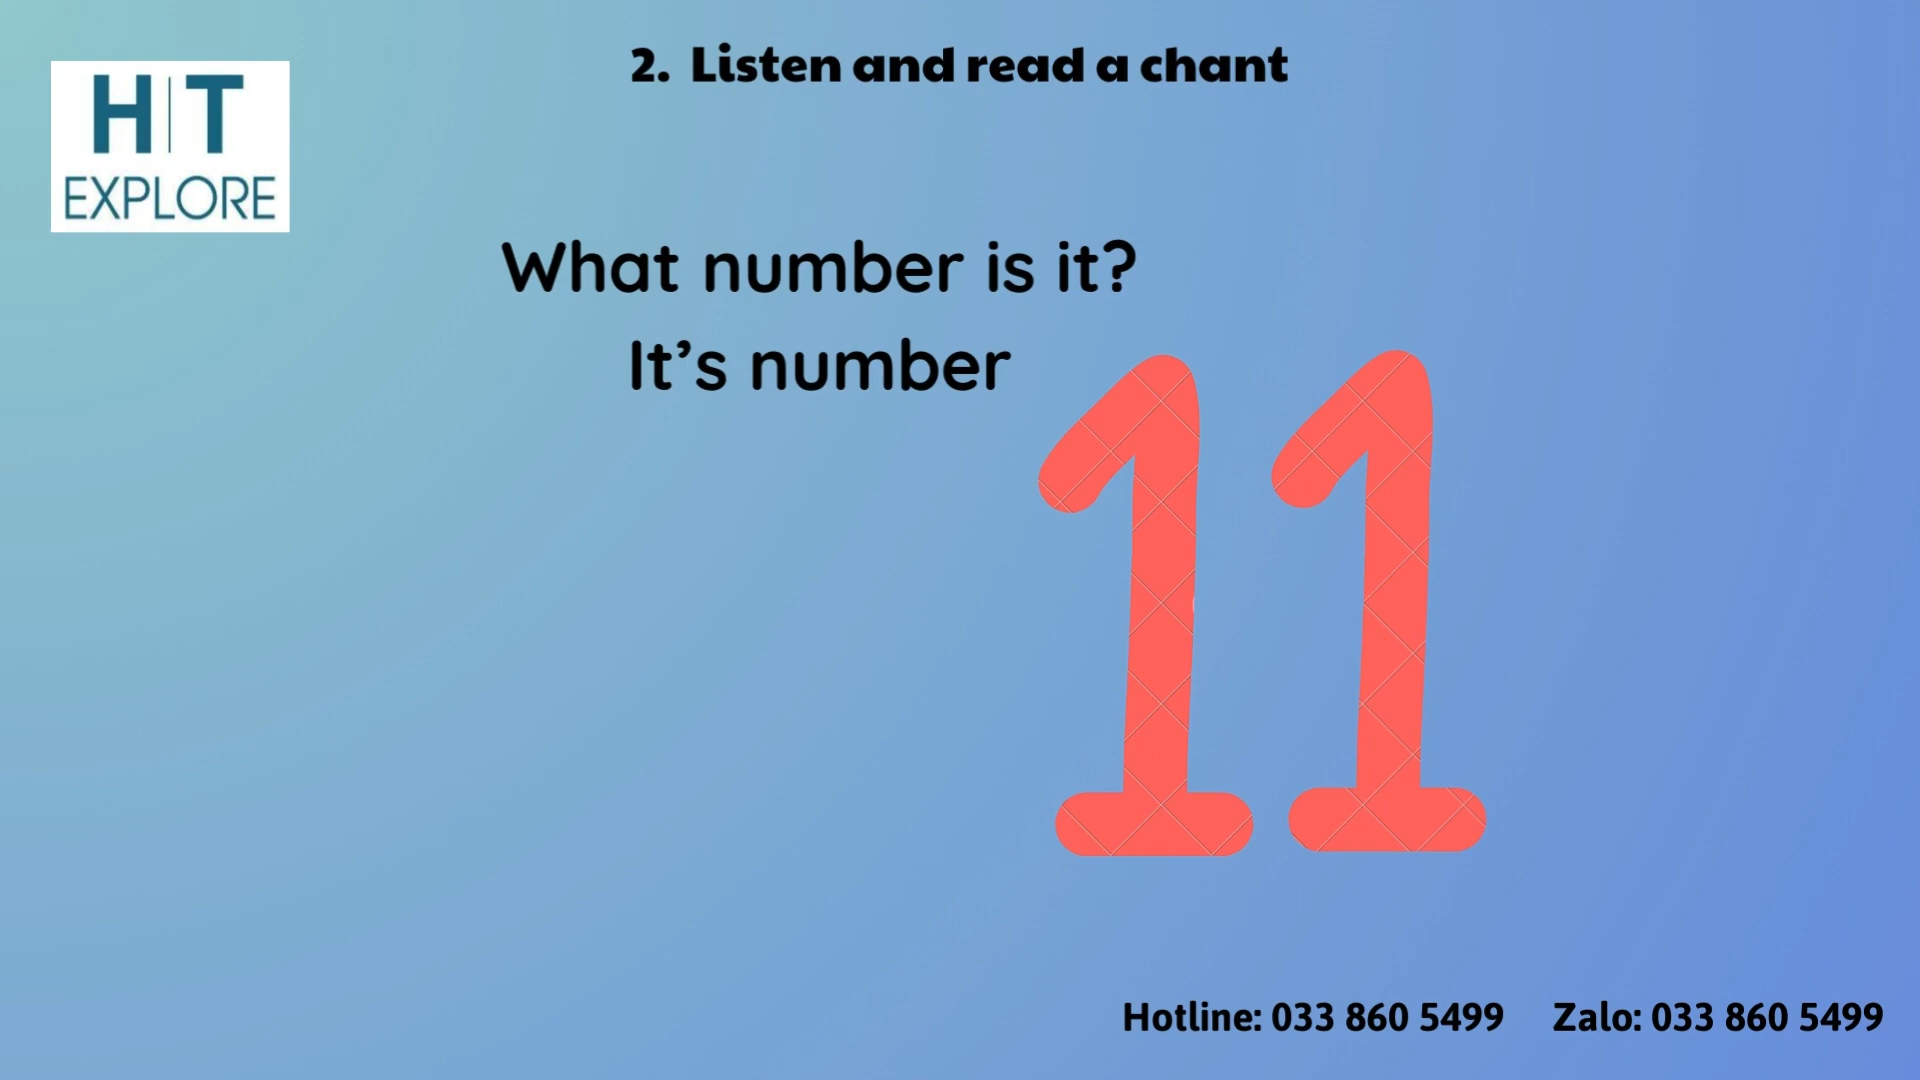 2. Listen and read a chant
H|T
EXPLORE
What number is it?
It’s number
11
Hotline: 033 860 5499 Zalo: 033 860 5499